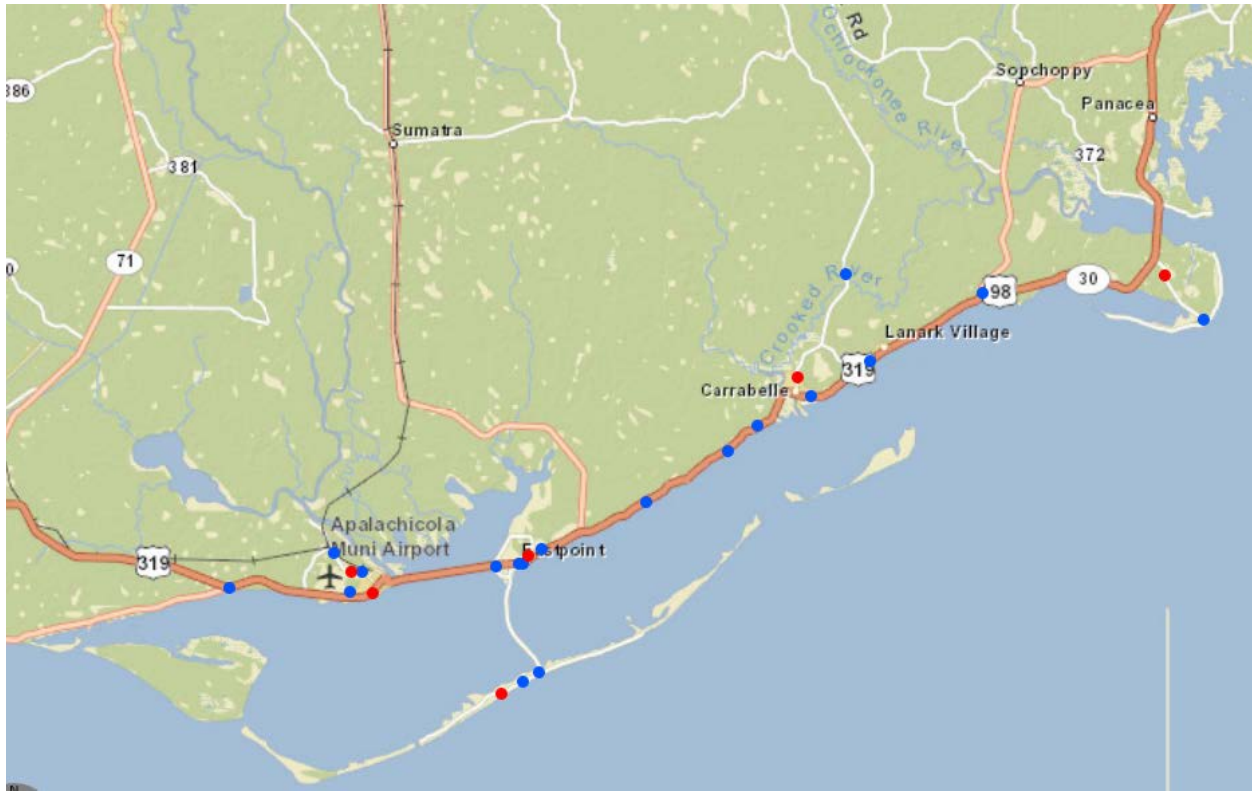 Rd
Ochlockonee River
Sopchoppy
386
Panacea
Sumatra
372
381
71
0
Crooked River
30
98
Lanark Village
319
Carrabelle
Apalachicola
Muni Airport
Eastpoint
319
N